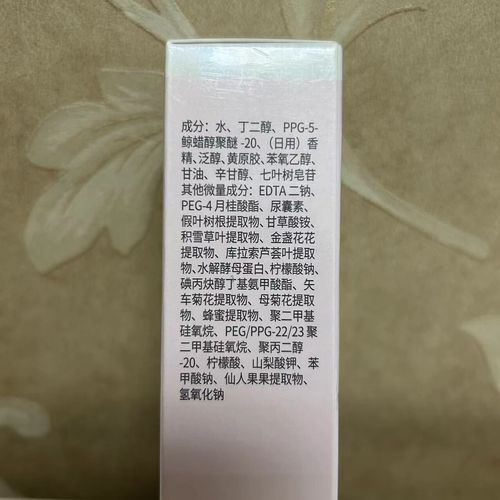 成分：水、丁二醇、PPG-5-
鲸蜡醇聚醚 -20、（日用）香
精、泛醇、黄原胶、苯氧乙醇、
甘油、辛甘醇、七叶树皂苷
其他微量成分：EDTA 二钠、
PEG-4 月桂酸酯、尿囊素、
假叶树根提取物、甘草酸铵、
积雪草叶提取物、金盏花花
提取物、库拉索芦荟叶提取
物、水解酵母蛋白、柠檬酸钠、
碘丙炔醇丁基氨甲酸酯、矢
车菊花提取物、母菊花提取
物、蜂蜜提取物、聚二甲基
硅氧烷、PEG/PPG-22/23 聚
二甲基硅氧烷、聚丙二醇
-20、柠檬酸、山梨酸钾、苯
甲酸钠、仙人果果提取物、
氢氧化钠